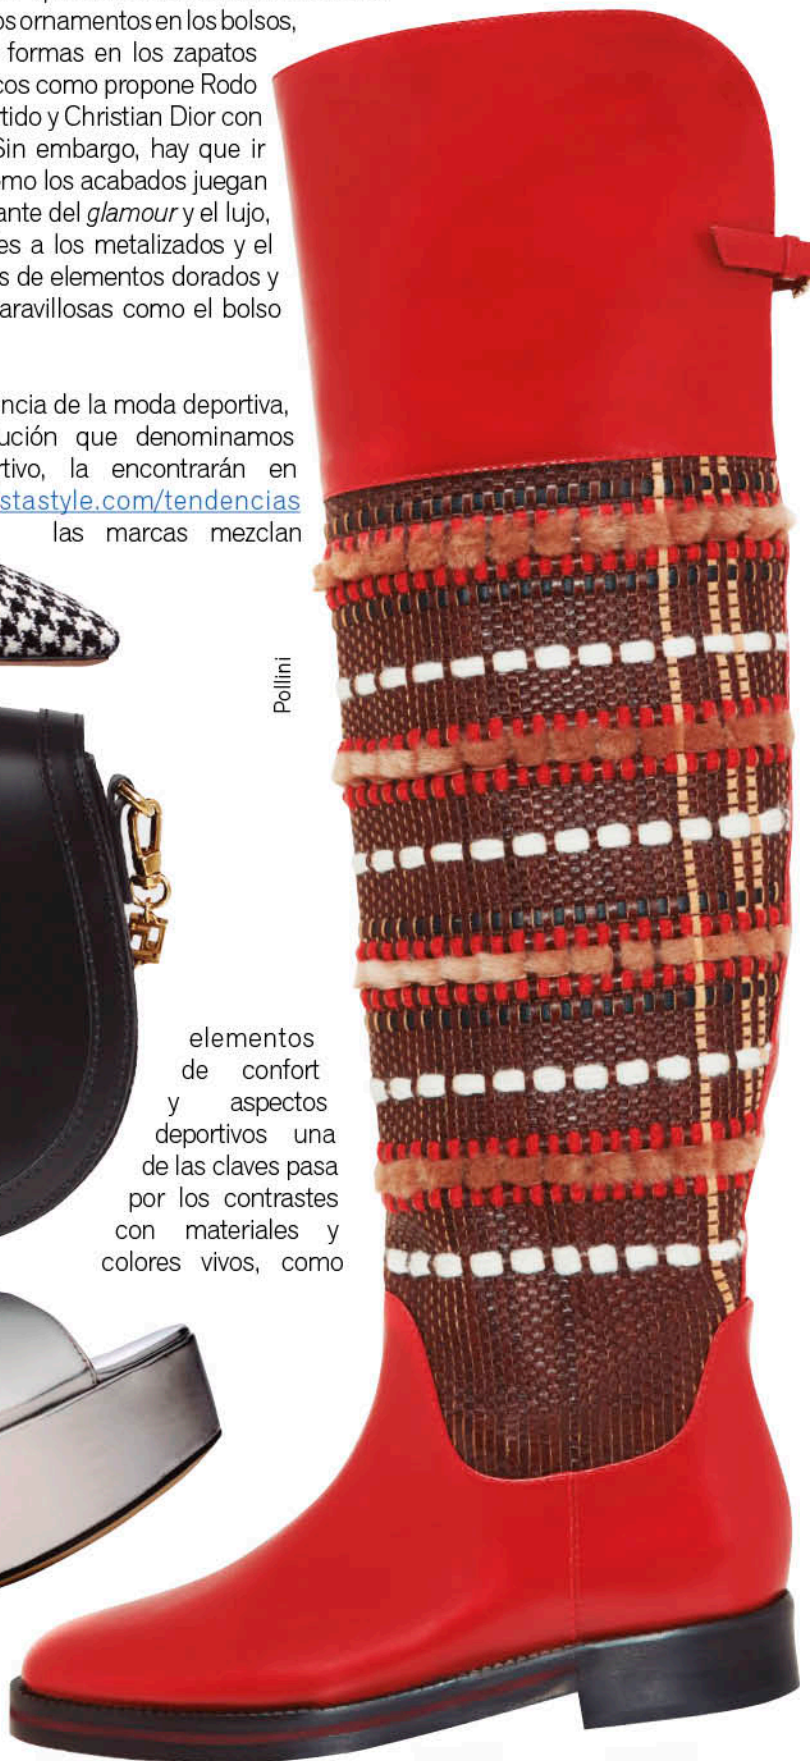 os ornamentos en los bolsos,
formas en los zapatos
cos como propone Rodo
tido y Christian Dior con
Sin embargo, hay que ir
ómo los acabados juegan
ante del glamour y el lujo,
es a los metalizados y el
s de elementos dorados y
aravillosas como el bolso
ncia de la moda deportiva,
ución que denominamos
rtivo, la encontrarán en
stastyle.com/tendencias
las marcas mezclan
Pollini
elementos
de confort
y aspectos
deportivos una
de las claves pasa
por los contrastes
con materiales y
colores vivos, como